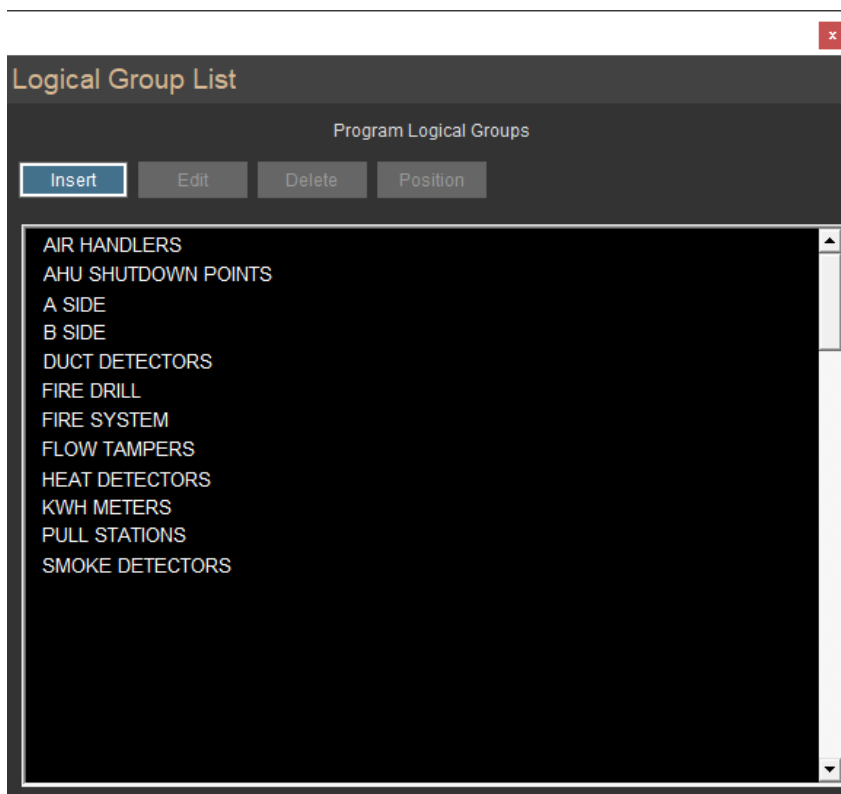 x
Logical Group List
Program Logical Groups
Insert Edit Delete Position
AIR HANDLERS
AHU SHUTDOWN POINTS
A SIDE
B SIDE
DUCT DETECTORS
FIRE DRILL
FIRE SYSTEM
FLOW TAMPERS
HEAT DETECTORS
KWH METERS
PULL STATIONS
SMOKE DETECTORS